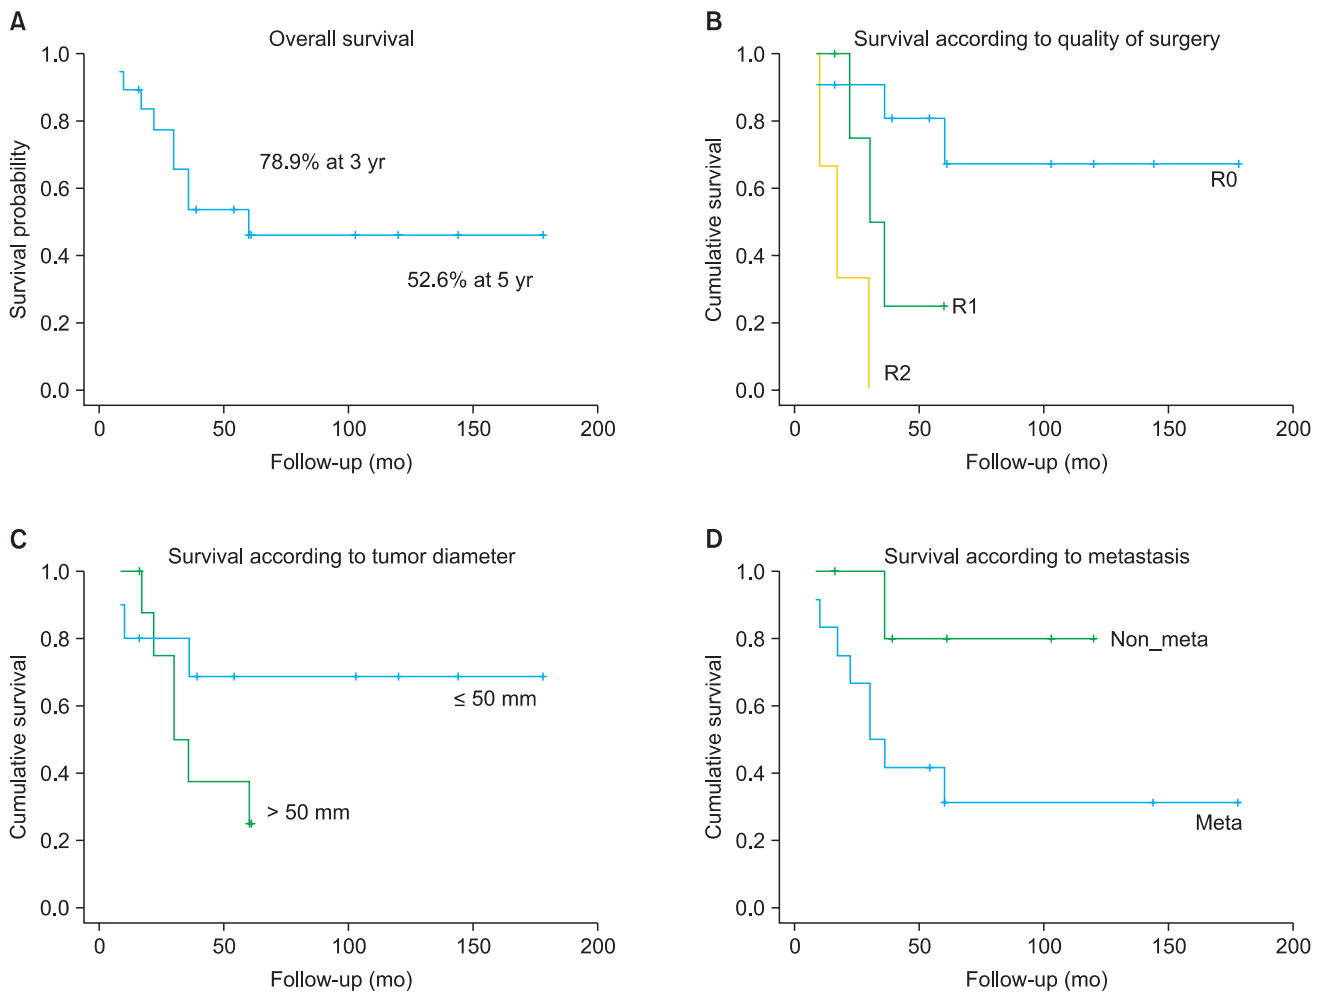 A
Overall survival
Survival probability
1.0
0.8
0.6
0.4
0.2
0.0
78.9% at 3 yr
52.6% at 5 yr
0 50 100 150 200
Follow-up (mo)
B
Survival according to quality of surgery
Cumulative survival
1.0
0.8
0.6
0.4
0.2
0.0
R0
R1
R2
0 50 100 150 200
Follow-up (mo)
C
Survival according to tumor diameter
Cumulative survival
1.0
0.8
0.6
0.4
0.2
0.0
≤ 50 mm
> 50 mm
0 50 100 150 200
Follow-up (mo)
D
Survival according to metastasis
Cumulative survival
1.0
0.8
0.6
0.4
0.2
0.0
Non_meta
Meta
0 50 100 150 200
Follow-up (mo)